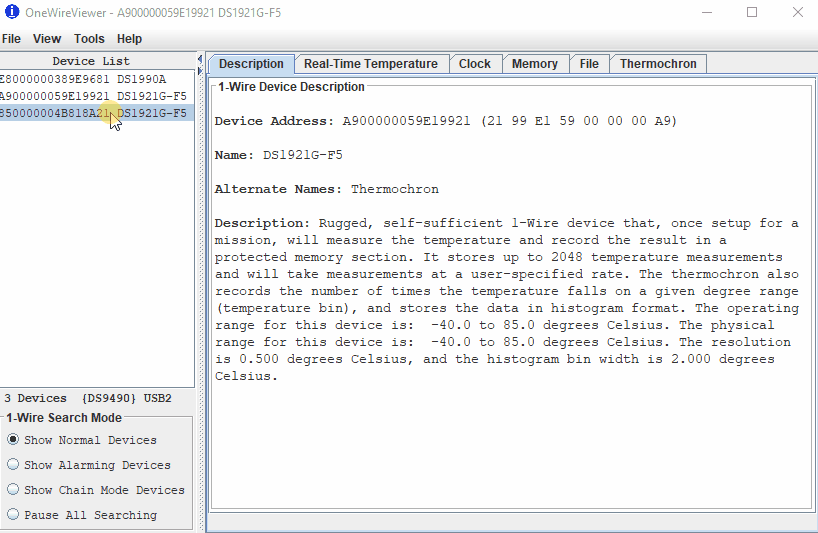 OneWireViewer - A900000059E19921 DS1921G-F5
File View Tools Help
Device List
E8000000389E9681 DS1990A
A900000059E19921 DS1921G-F5
850000004B818A21 DS1921G-F5
3 Devices {DS9490} USB2
1-Wire Search Mode
Show Normal Devices
Show Alarming Devices
Show Chain Mode Devices
Pause All Searching
Description Real-Time Temperature Clock Memory File Thermochron
1-Wire Device Description
Device Address: A900000059E19921 (21 99 E1 59 00 00 00 A9)
Name: DS1921G-F5
Alternate Names: Thermochron
Description: Rugged, self-sufficient 1-Wire device that, once setup for a
mission, will measure the temperature and record the result in a
protected memory section. It stores up to 2048 temperature measurements
and will take measurements at a user-specified rate. The thermochron also
records the number of times the temperature falls on a given degree range
(temperature bin), and stores the data in histogram format. The operating
range for this device is: -40.0 to 85.0 degrees Celsius. The physical
range for this device is: -40.0 to 85.0 degrees Celsius. The resolution
is 0.500 degrees Celsius, and the histogram bin width is 2.000 degrees
Celsius.